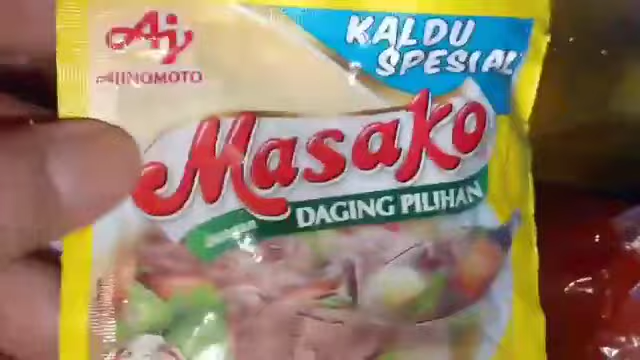 AJINOMOTO
KALDU
SPESIAL
Masako
DAGING PILIHAN